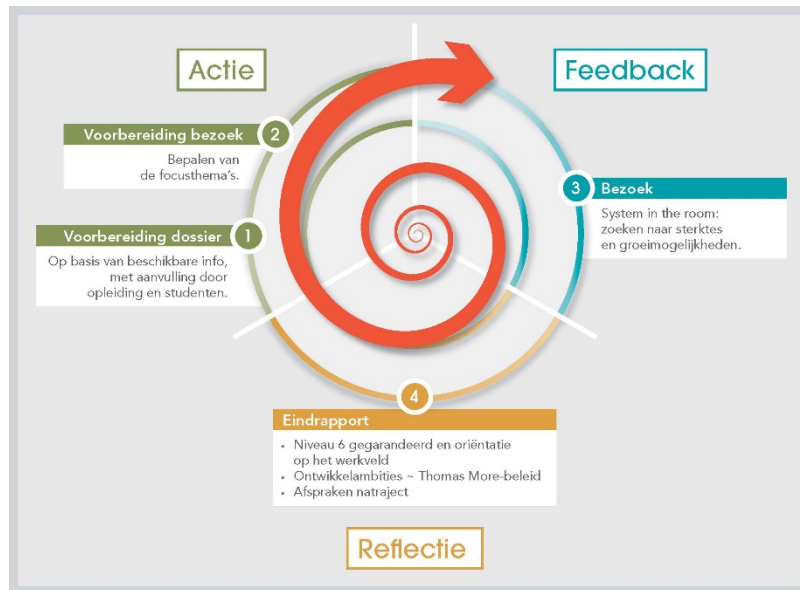 Actie
Feedback
Voorbereiding bezoek
2
Bepalen van
de focusthema's.
Voorbereiding dossier
1
Op basis van beschikbare info,
met aanvulling door
opleiding en studenten.
3
Bezoek
System in the room:
zoeken naar sterktes
en groeimogelijkheden.
4
Eindrapport
• Niveau 6 gegarandeerd en oriëntatie
op het werkveld
• Ontwikkelambities ~ Thomas More-beleid
• Afspraken natraject
Reflectie